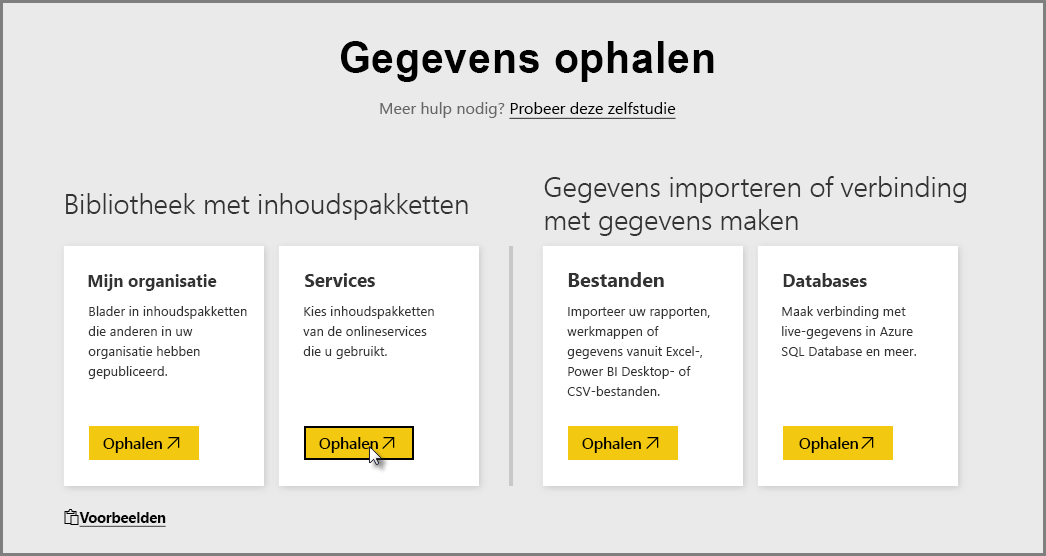 Gegevens ophalen
Meer hulp nodig? Probeer deze zelfstudie
Bibliotheek met inhoudspakketten
Mijn organisatie
Blader in inhoudspakketten
die anderen in uw
organisatie hebben
gepubliceerd.
Ophalen
Services
Kies inhoudspakketten
van de onlineservices
die u gebruikt.
Ophalen
Gegevens importeren of verbinding
met gegevens maken
Bestanden
Importeer uw rapporten,
werkmappen of
gegevens vanuit Excel-,
Power BI Desktop- of
CSV-bestanden.
Ophalen
Databases
Maak verbinding met
live-gegevens in Azure
SQL Database en meer.
Ophalen
Voorbeelden